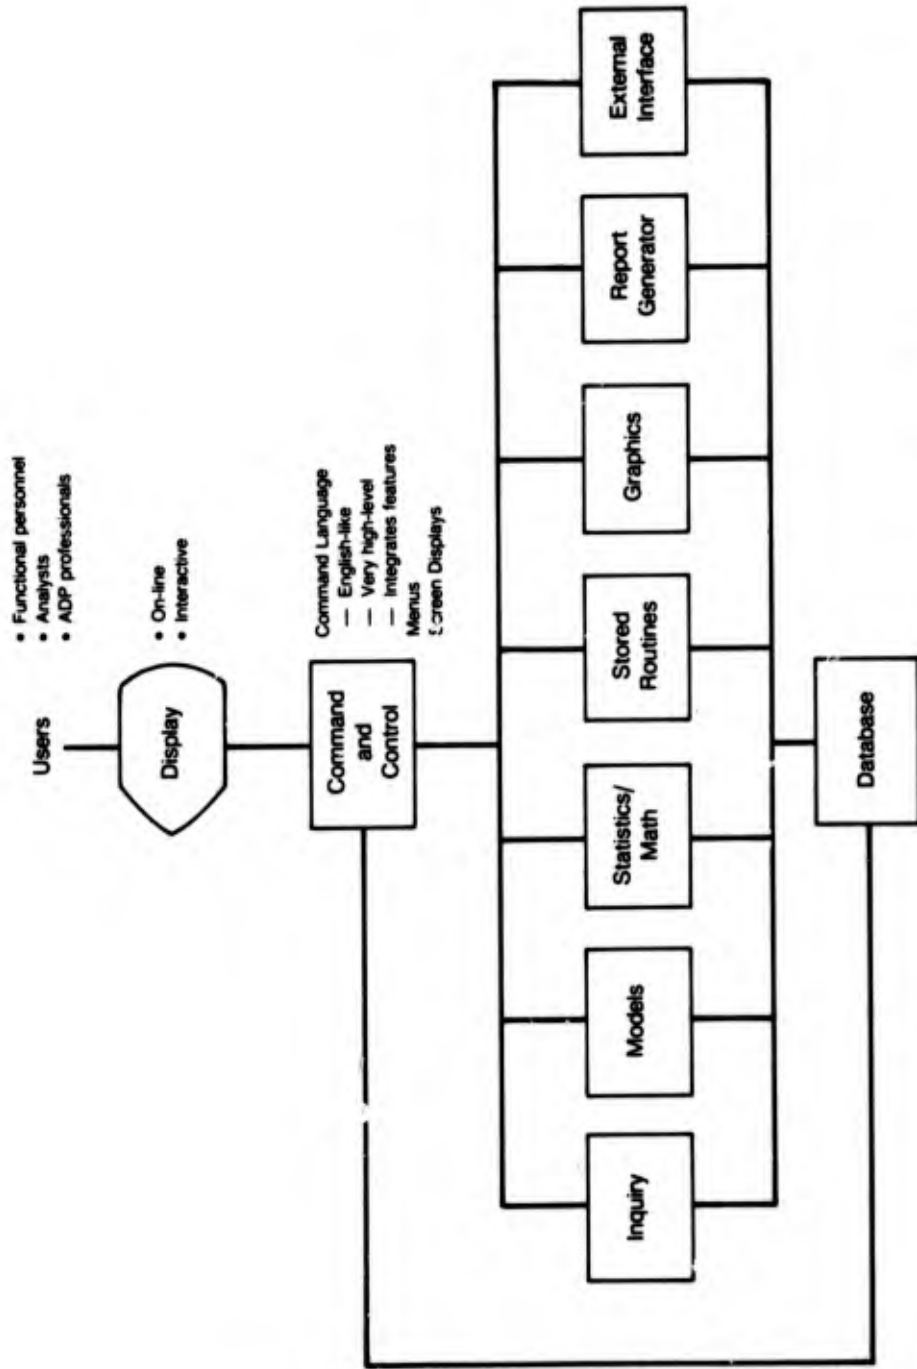 Users
• Functional personnel
• Analysts
• ADP professionals
Display
• On-line
• Interactive
Command
and
Control
Command Language
— English-like
— Very high-level
— Integrates features
Menus
Screen Displays
Inquiry
Models
Statistics/
Math
Stored
Routines
Graphics
Report
Generator
External
Interface
Database